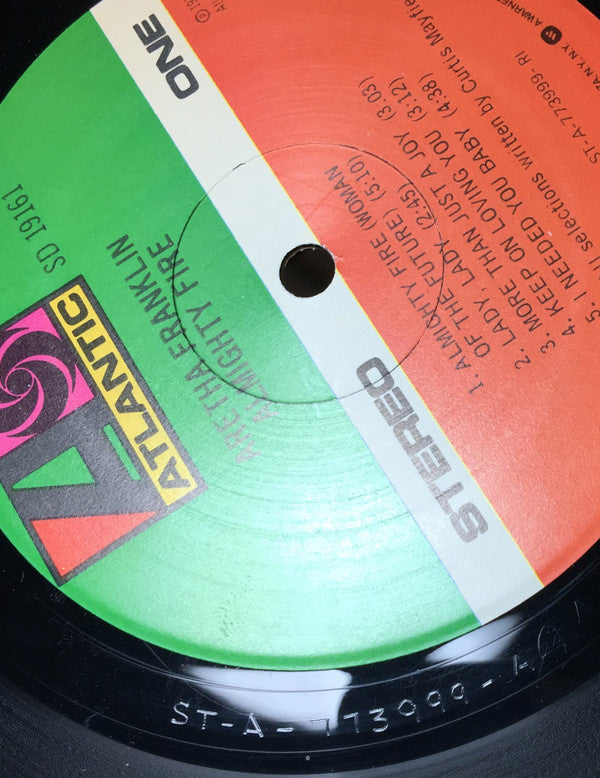 ATLANTIC
SD 19161
ARETHA FRANKLIN
ALMIGHTY FIRE
ONE
STEREO
1. ALMIGHTY FIRE (WOMAN
OF THE FUTURE) (5:10)
2. LADY, LADY (2:45)
3. MORE THAN JUST A JOY (3:03)
4. KEEP ON LOVING YOU (3:12)
5. I NEEDED YOU BABY (4:38)
selections written by Curtis Mayfie
ST-A-773999-RI
A WARNER
ST-A-773999-A